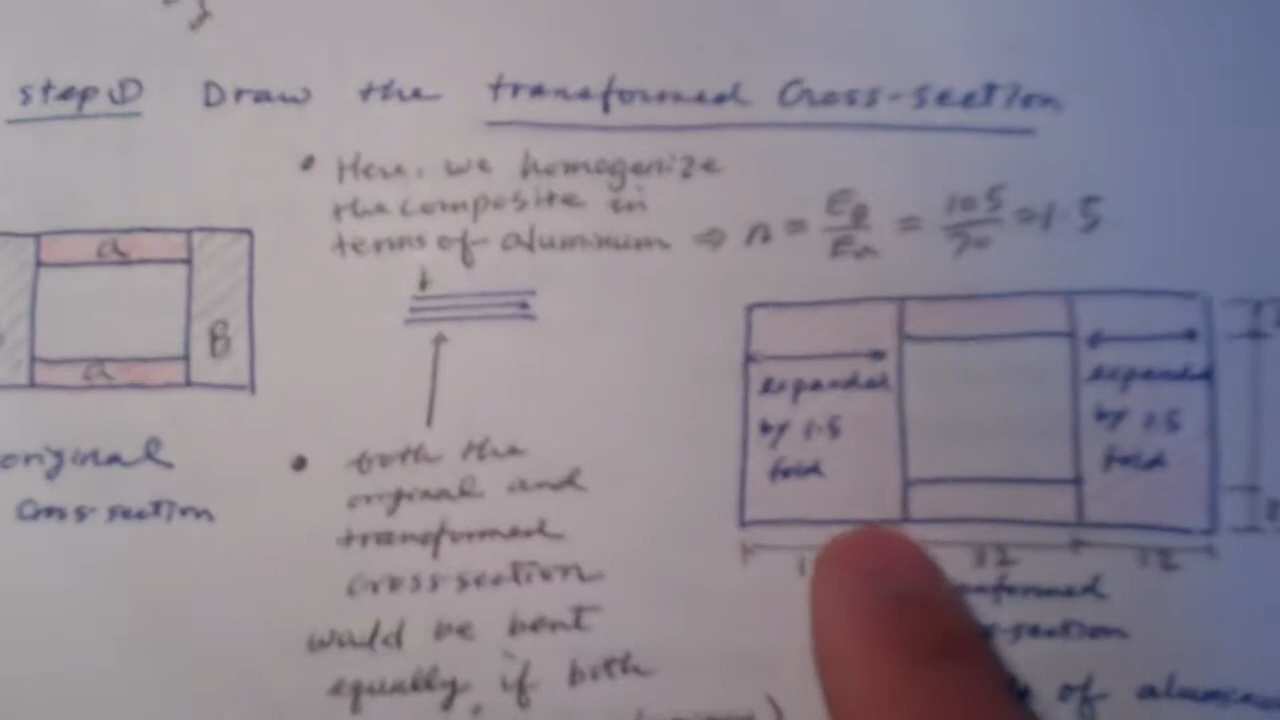 step ① Draw the transformed Cross-section
• Here, we homogenize
the composite in
terms of aluminum ⇒ n = E_B/E_a = 105/70 = 1.5
a
B
a
original
cross-section
• both the
original and
transformed
cross-section
would be bent
equally, if both
expanded
by 1.5
fold
expanded
by 1.5
fold
12
of aluminum